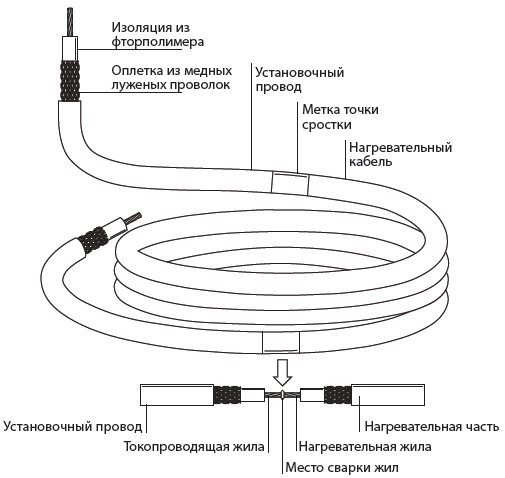 Изоляция из
фторполимера
Оплетка из медных
луженых проволок
Установочный
провод
Метка точки
сростки
Нагревательный
кабель
Установочный провод
Нагревательная часть
Токопроводящая жила
Нагревательная жила
Место сварки жил